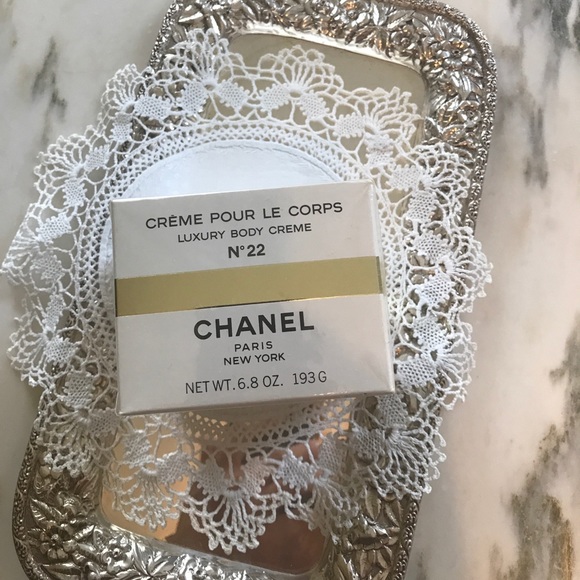 CRÈME POUR LE CORPS
LUXURY BODY CREME
N°22
CHANEL
PARIS
NEW YORK
NET WT. 6.8 OZ. 193 G